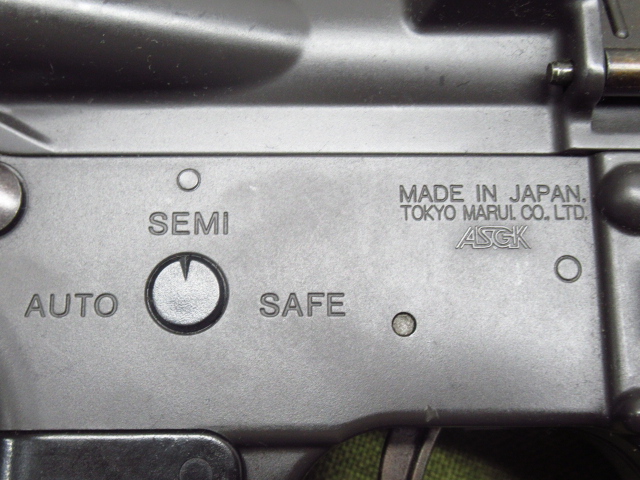 MADE IN JAPAN.
TOKYO MARUI. CO., LTD.
ASGK
SEMI
AUTO SAFE